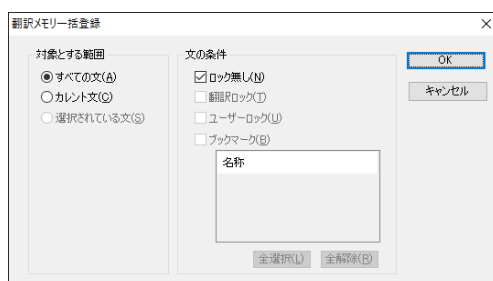 翻訳メモリ一括登録
対象とする範囲
すべての文(A)
カレント文(C)
選択されている文(S)
文の条件
ロック無し(N)
翻訳ロック(T)
ユーザーロック(U)
ブックマーク(B)
名称
全選択(L)
全解除(R)
OK
キャンセル